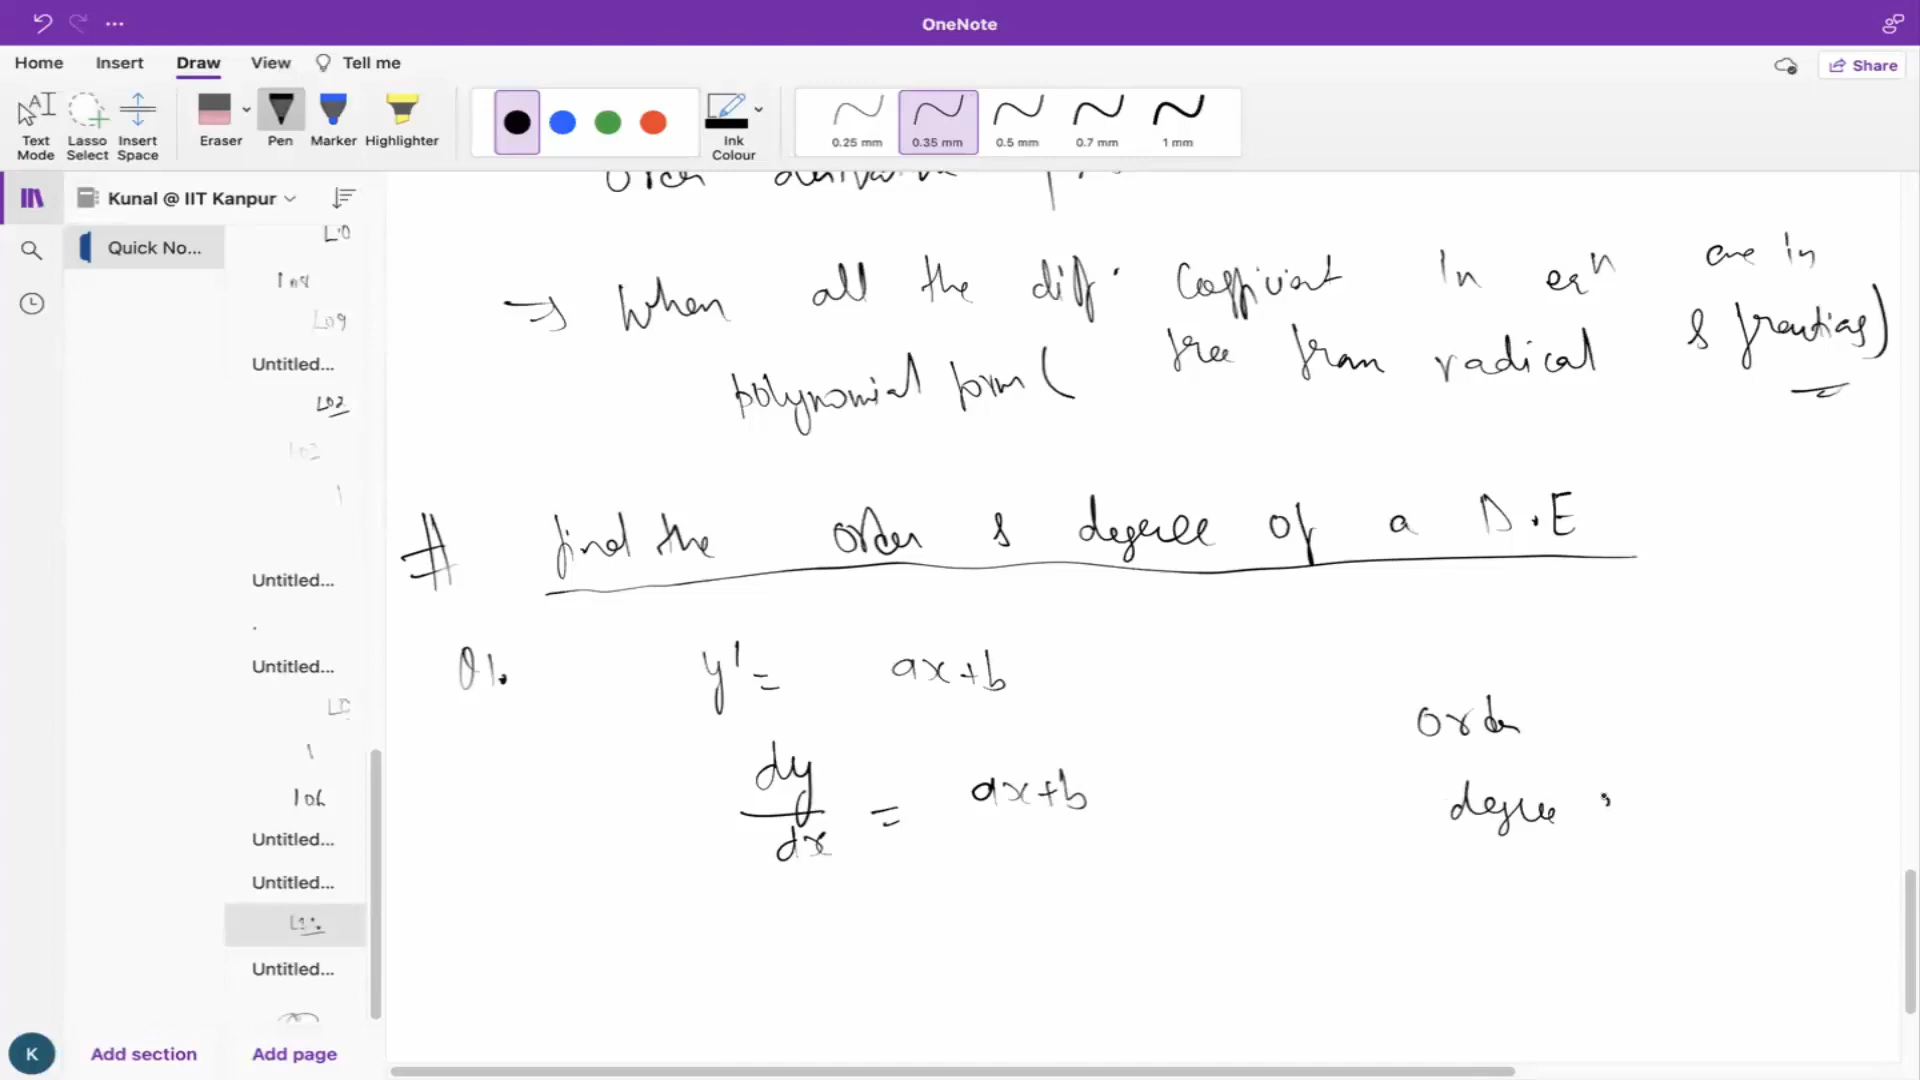 OneNote
Home Insert Draw View Tell me
Share
Text Mode
Lasso Select
Insert Space
Eraser
Pen
Marker
Highlighter
Ink Colour
0.25 mm
0.35 mm
0.5 mm
0.7 mm
1 mm
Kunal @ IIT Kanpur
Quick No...
L09
Untitled...
L02
Untitled...
Untitled...
Untitled...
Untitled...
Untitled...
K
Add section
Add page
→ When all the diff. Coefficient in eqn are in
polynomial form ( free from radical &
# find the order & degree of a D.E
Q1. y' = ax+b
order
dy/dx = ax+b
degree